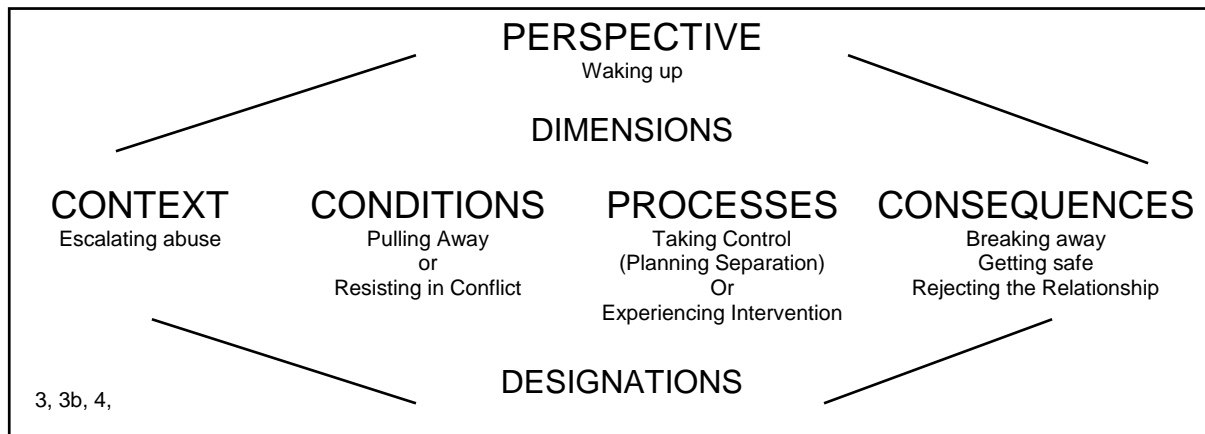 PERSPECTIVE
Waking up
DIMENSIONS
CONTEXT CONDITIONS PROCESSES CONSEQUENCES
Escalating abuse Pulling Away Taking Control Breaking away
or (Planning Separation) Getting safe
Resisting in Conflict Or Rejecting the Relationship
Experiencing Intervention
DESIGNATIONS
3, 3b, 4,